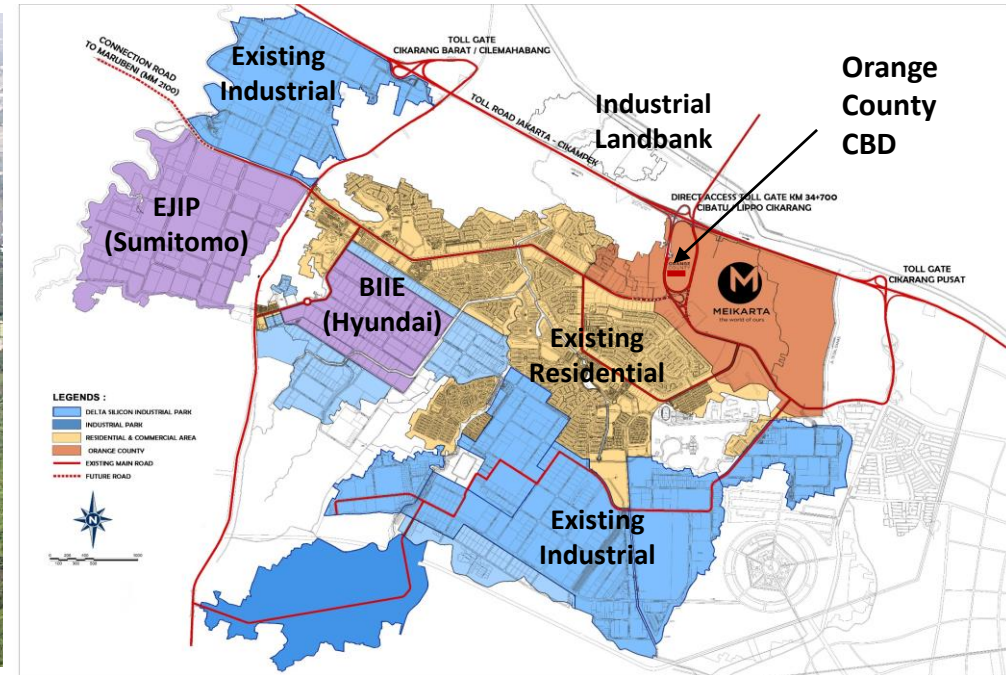 CONNECTION ROAD
TO MARUBENI (MM 2100)
Existing
Industrial
TOLL GATE
CIKARANG BARAT / CILEMAHABANG
TOLL ROAD JAKARTA - CIKAMPEK
Industrial
Landbank
Orange
County
CBD
DIRECT ACCESS TOLL GATE KM 34+700
CIBATU / LIPPO CIKARANG
EJIP
(Sumitomo)
BIIE
(Hyundai)
MEIKARTA
the world of ours
TOLL GATE
CIKARANG PUSAT
Existing
Residential
Existing
Industrial
LEGENDS :
DELTA SILICON INDUSTRIAL PARK
INDUSTRIAL PARK
RESIDENTIAL & COMMERCIAL AREA
ORANGE COUNTY
EXISTING MAIN ROAD
FUTURE ROAD
N